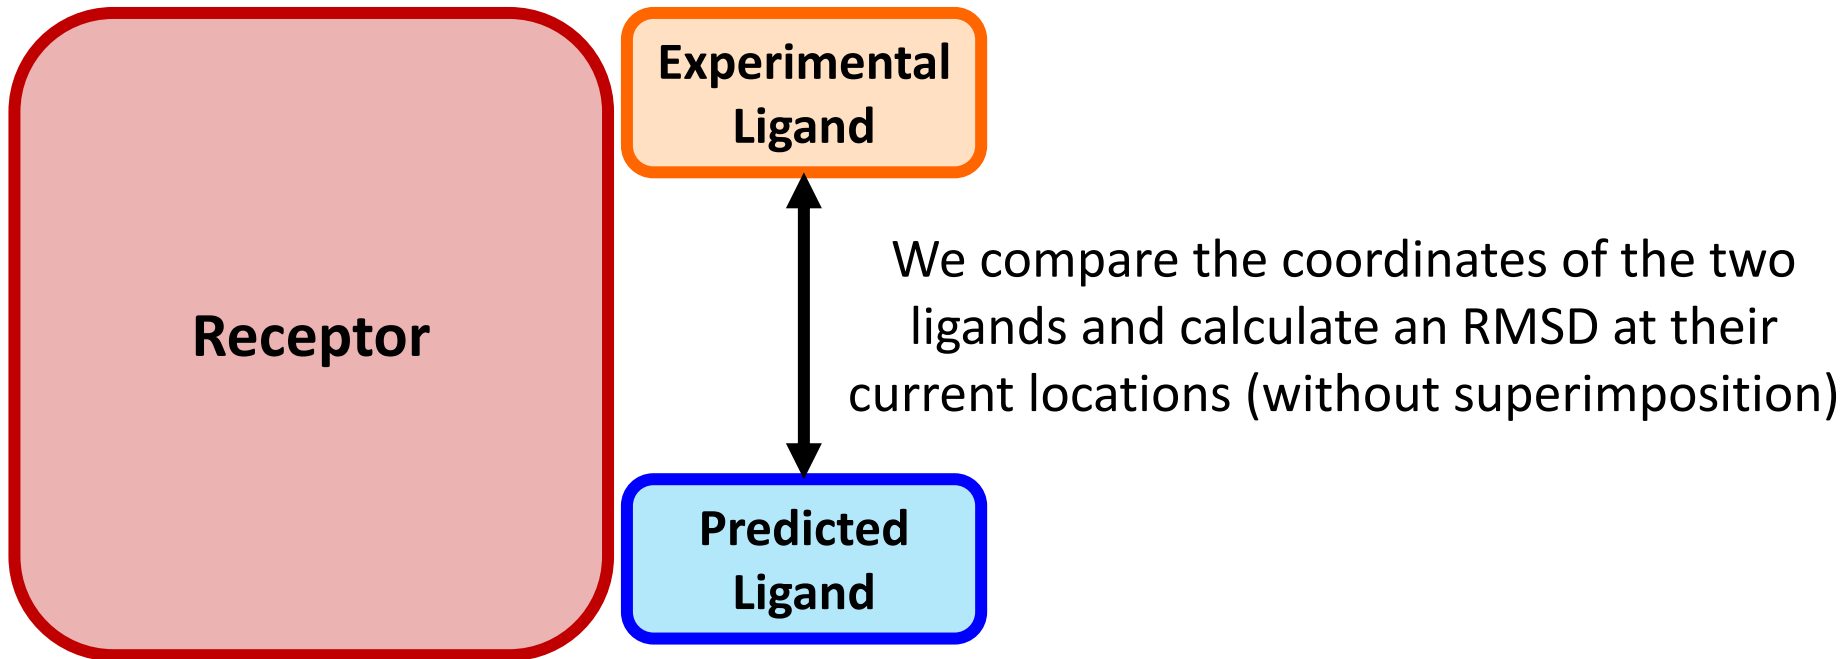 Experimental
Ligand
Receptor
We compare the coordinates of the two
ligands and calculate an RMSD at their
current locations (without superimposition)
Predicted
Ligand